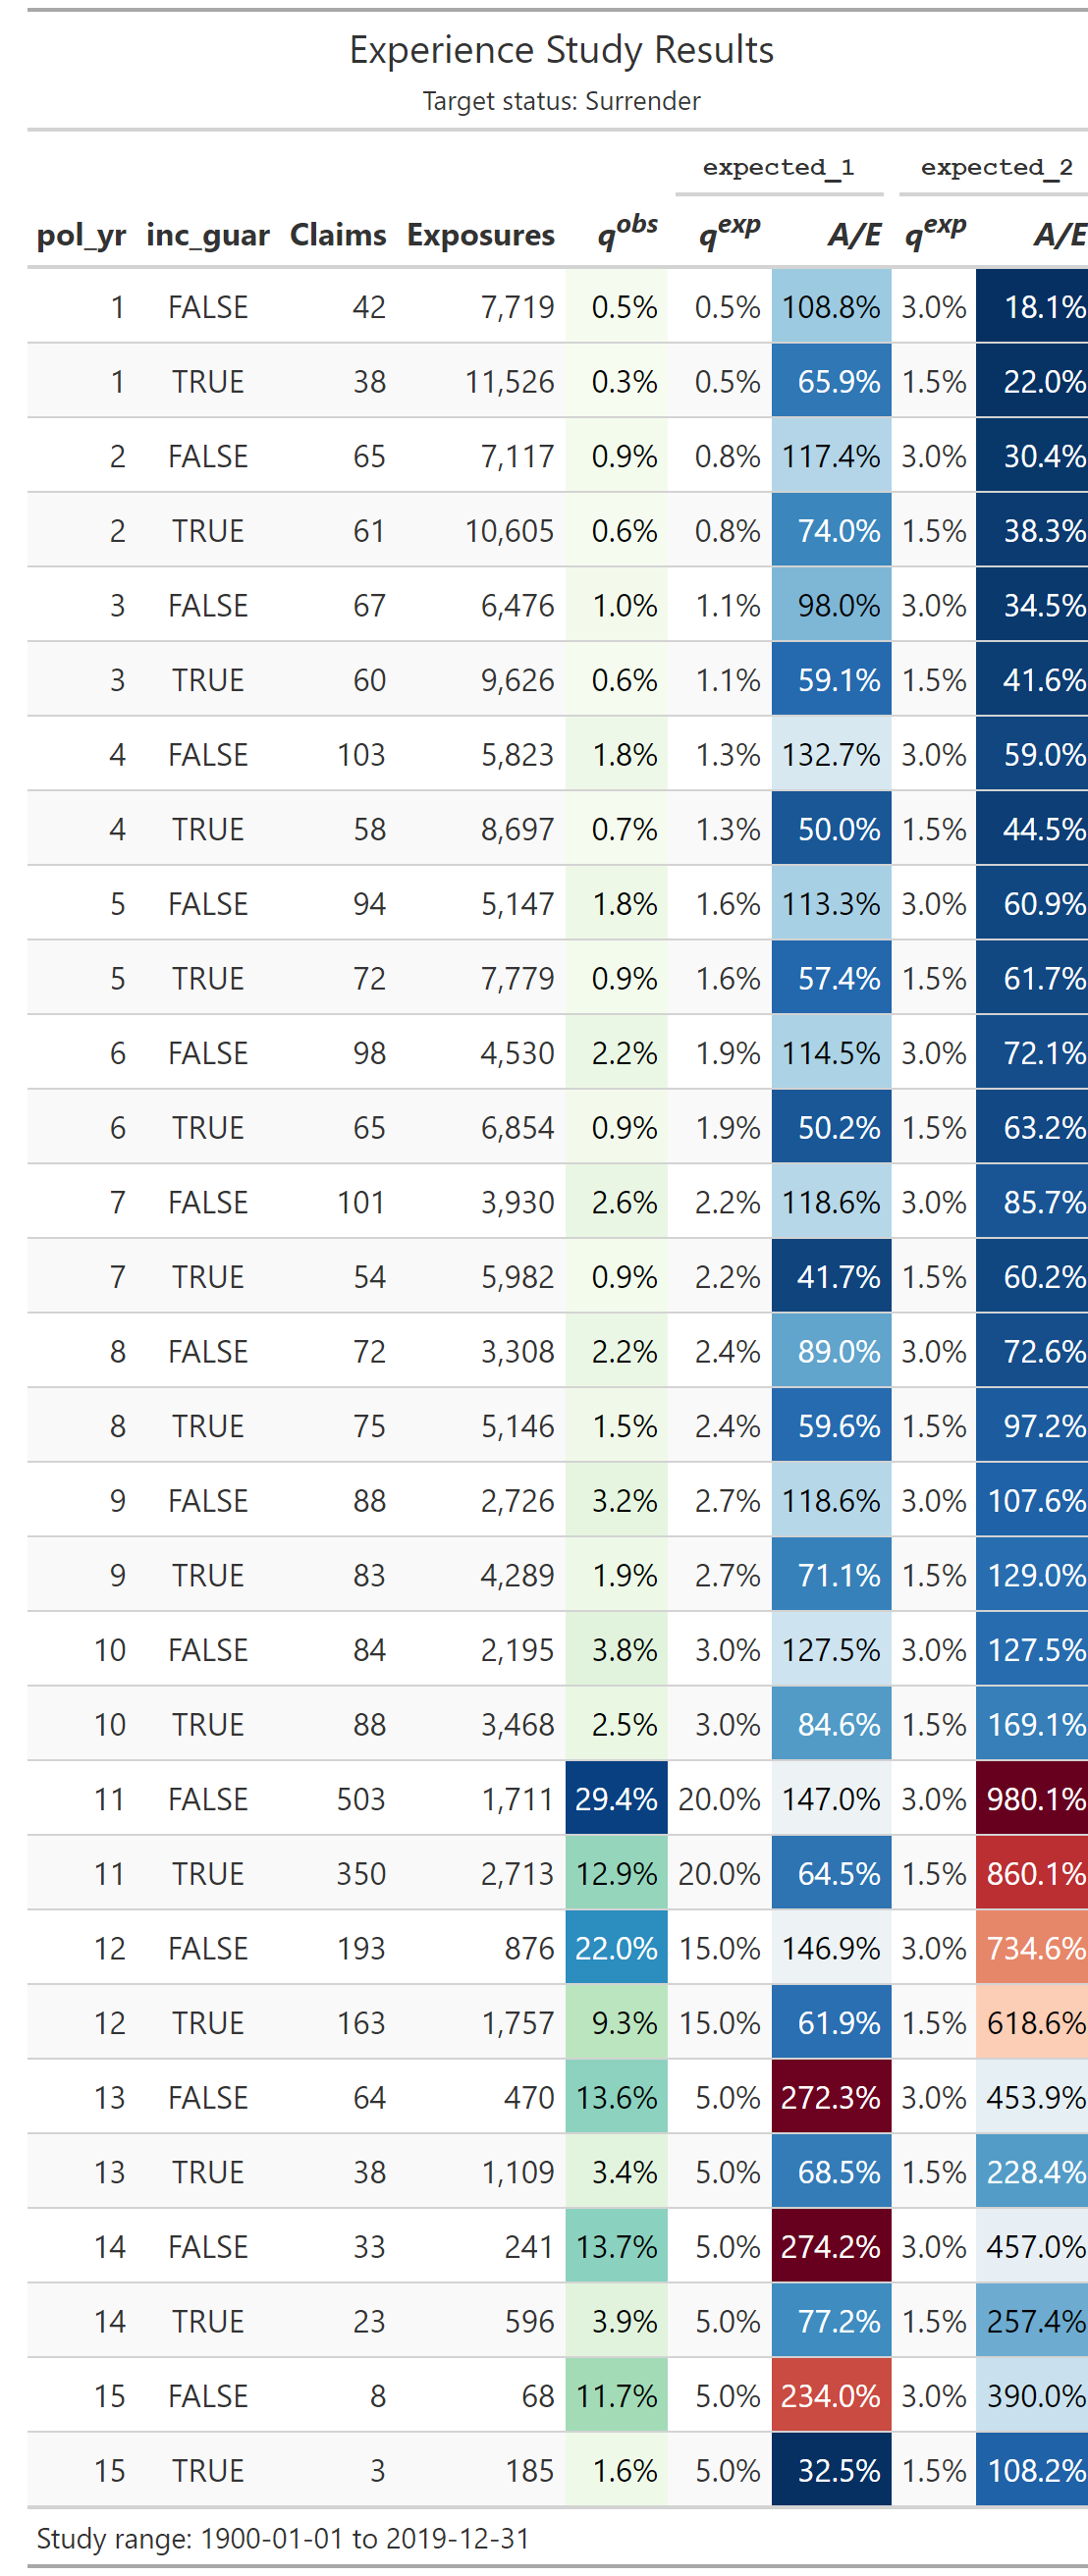 Experience Study Results
Target status: Surrender
expected_1 expected_2
pol_yr inc_guar Claims Exposures q^obs q^exp A/E q^exp A/E
1 FALSE 42 7,719 0.5% 0.5% 108.8% 3.0% 18.1%
1 TRUE 38 11,526 0.3% 0.5% 65.9% 1.5% 22.0%
2 FALSE 65 7,117 0.9% 0.8% 117.4% 3.0% 30.4%
2 TRUE 61 10,605 0.6% 0.8% 74.0% 1.5% 38.3%
3 FALSE 67 6,476 1.0% 1.1% 98.0% 3.0% 34.5%
3 TRUE 60 9,626 0.6% 1.1% 59.1% 1.5% 41.6%
4 FALSE 103 5,823 1.8% 1.3% 132.7% 3.0% 59.0%
4 TRUE 58 8,697 0.7% 1.3% 50.0% 1.5% 44.5%
5 FALSE 94 5,147 1.8% 1.6% 113.3% 3.0% 60.9%
5 TRUE 72 7,779 0.9% 1.6% 57.4% 1.5% 61.7%
6 FALSE 98 4,530 2.2% 1.9% 114.5% 3.0% 72.1%
6 TRUE 65 6,854 0.9% 1.9% 50.2% 1.5% 63.2%
7 FALSE 101 3,930 2.6% 2.2% 118.6% 3.0% 85.7%
7 TRUE 54 5,982 0.9% 2.2% 41.7% 1.5% 60.2%
8 FALSE 72 3,308 2.2% 2.4% 89.0% 3.0% 72.6%
8 TRUE 75 5,146 1.5% 2.4% 59.6% 1.5% 97.2%
9 FALSE 88 2,726 3.2% 2.7% 118.6% 3.0% 107.6%
9 TRUE 83 4,289 1.9% 2.7% 71.1% 1.5% 129.0%
10 FALSE 84 2,195 3.8% 3.0% 127.5% 3.0% 127.5%
10 TRUE 88 3,468 2.5% 3.0% 84.6% 1.5% 169.1%
11 FALSE 503 1,711 29.4% 20.0% 147.0% 3.0% 980.1%
11 TRUE 350 2,713 12.9% 20.0% 64.5% 1.5% 860.1%
12 FALSE 193 876 22.0% 15.0% 146.9% 3.0% 734.6%
12 TRUE 163 1,757 9.3% 15.0% 61.9% 1.5% 618.6%
13 FALSE 64 470 13.6% 5.0% 272.3% 3.0% 453.9%
13 TRUE 38 1,109 3.4% 5.0% 68.5% 1.5% 228.4%
14 FALSE 33 241 13.7% 5.0% 274.2% 3.0% 457.0%
14 TRUE 23 596 3.9% 5.0% 77.2% 1.5% 257.4%
15 FALSE 8 68 11.7% 5.0% 234.0% 3.0% 390.0%
15 TRUE 3 185 1.6% 5.0% 32.5% 1.5% 108.2%
Study range: 1900-01-01 to 2019-12-31